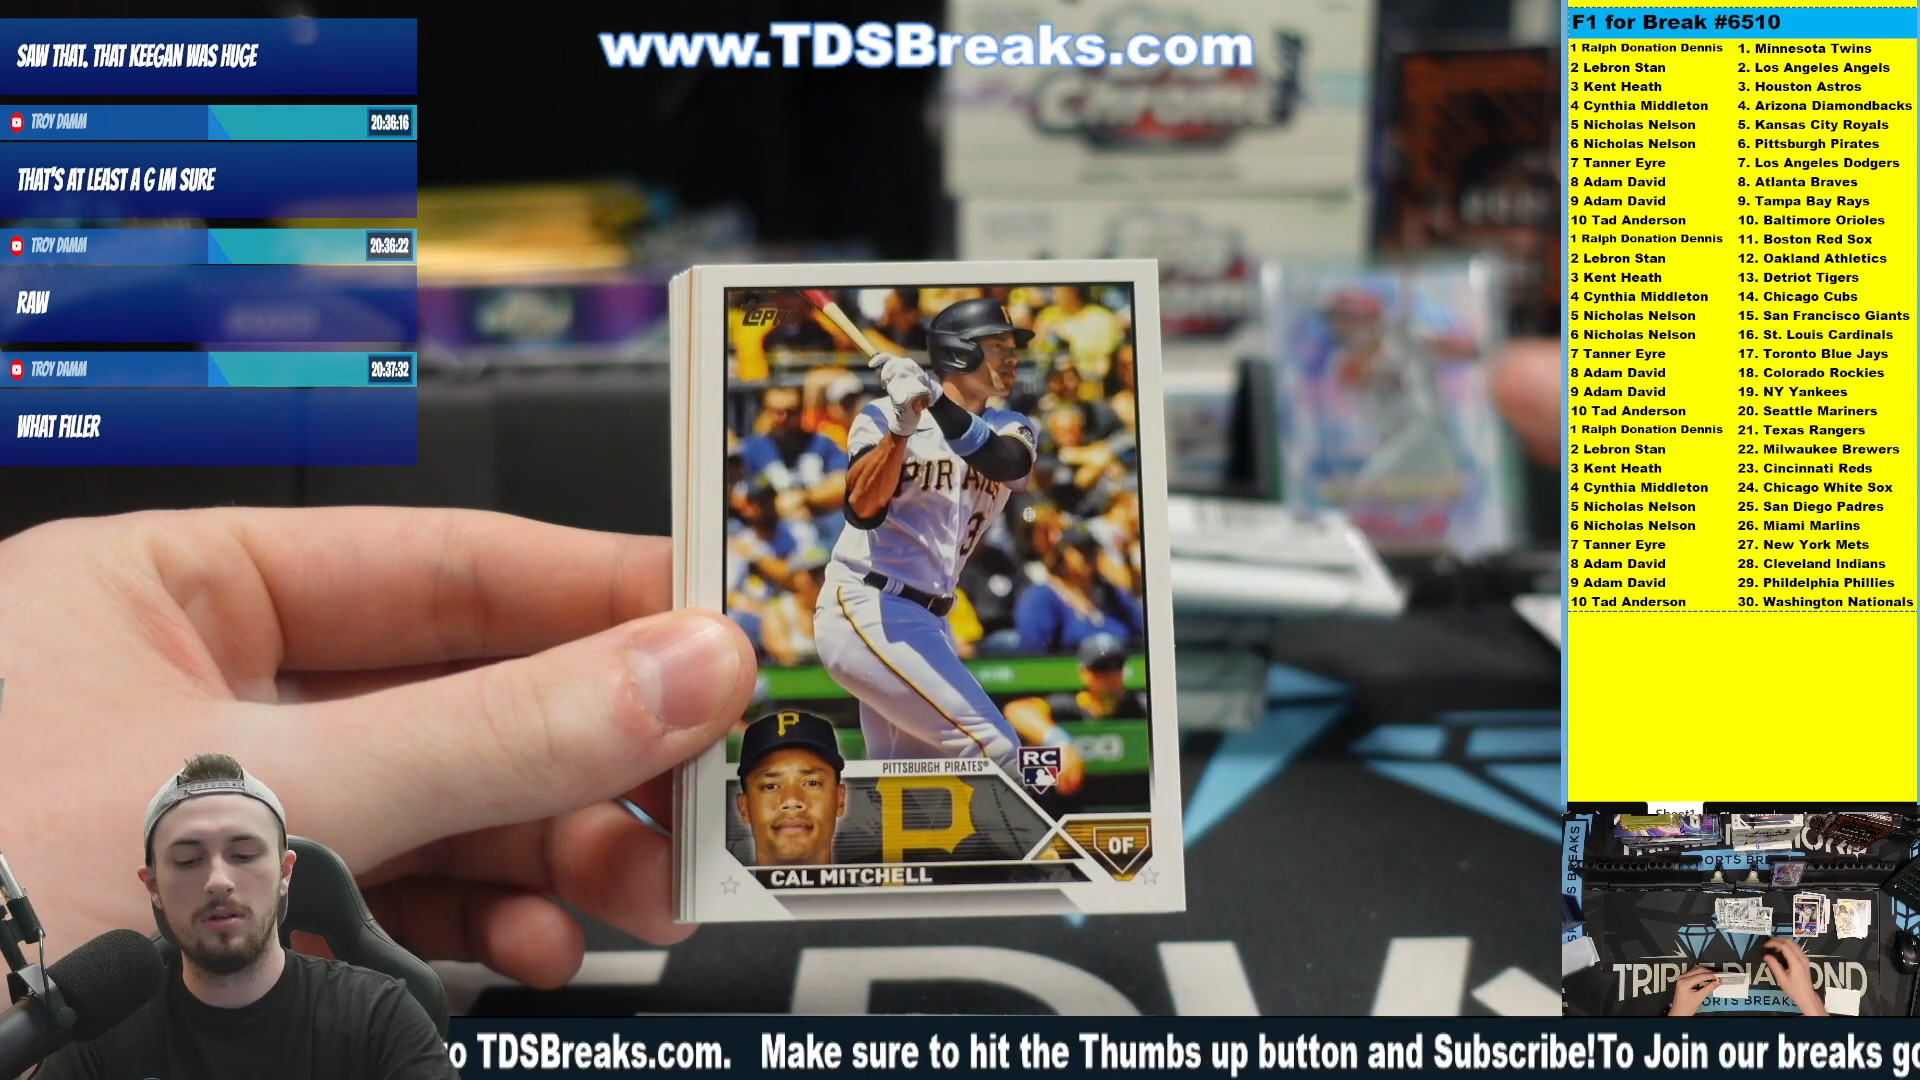 www.TDSBreaks.com
SAW THAT. THAT KEEGAN WAS HUGE
TROY DAMM 20:36:16
THAT'S AT LEAST A G IM SURE
TROY DAMM 20:36:22
RAW
TROY DAMM 20:37:32
WHAT FILLER
Chrome
PIRATES
3
PITTSBURGH PIRATES
RC
P
P
OF
CAL MITCHELL
F1 for Break #6510
1 Ralph Donation Dennis 1. Minnesota Twins
2 Lebron Stan 2. Los Angeles Angels
3 Kent Heath 3. Houston Astros
4 Cynthia Middleton 4. Arizona Diamondbacks
5 Nicholas Nelson 5. Kansas City Royals
6 Nicholas Nelson 6. Pittsburgh Pirates
7 Tanner Eyre 7. Los Angeles Dodgers
8 Adam David 8. Atlanta Braves
9 Adam David 9. Tampa Bay Rays
10 Tad Anderson 10. Baltimore Orioles
1 Ralph Donation Dennis 11. Boston Red Sox
2 Lebron Stan 12. Oakland Athletics
3 Kent Heath 13. Detriot Tigers
4 Cynthia Middleton 14. Chicago Cubs
5 Nicholas Nelson 15. San Francisco Giants
6 Nicholas Nelson 16. St. Louis Cardinals
7 Tanner Eyre 17. Toronto Blue Jays
8 Adam David 18. Colorado Rockies
9 Adam David 19. NY Yankees
10 Tad Anderson 20. Seattle Mariners
1 Ralph Donation Dennis 21. Texas Rangers
2 Lebron Stan 22. Milwaukee Brewers
3 Kent Heath 23. Cincinnati Reds
4 Cynthia Middleton 24. Chicago White Sox
5 Nicholas Nelson 25. San Diego Padres
6 Nicholas Nelson 26. Miami Marlins
7 Tanner Eyre 27. New York Mets
8 Adam David 28. Cleveland Indians
9 Adam David 29. Phildelphia Phillies
10 Tad Anderson 30. Washington Nationals
Sheet1
TRIPLE DIAMOND
ORTS BREAKS
o TDSBreaks.com. Make sure to hit the Thumbs up button and Subscribe!To Join our breaks go